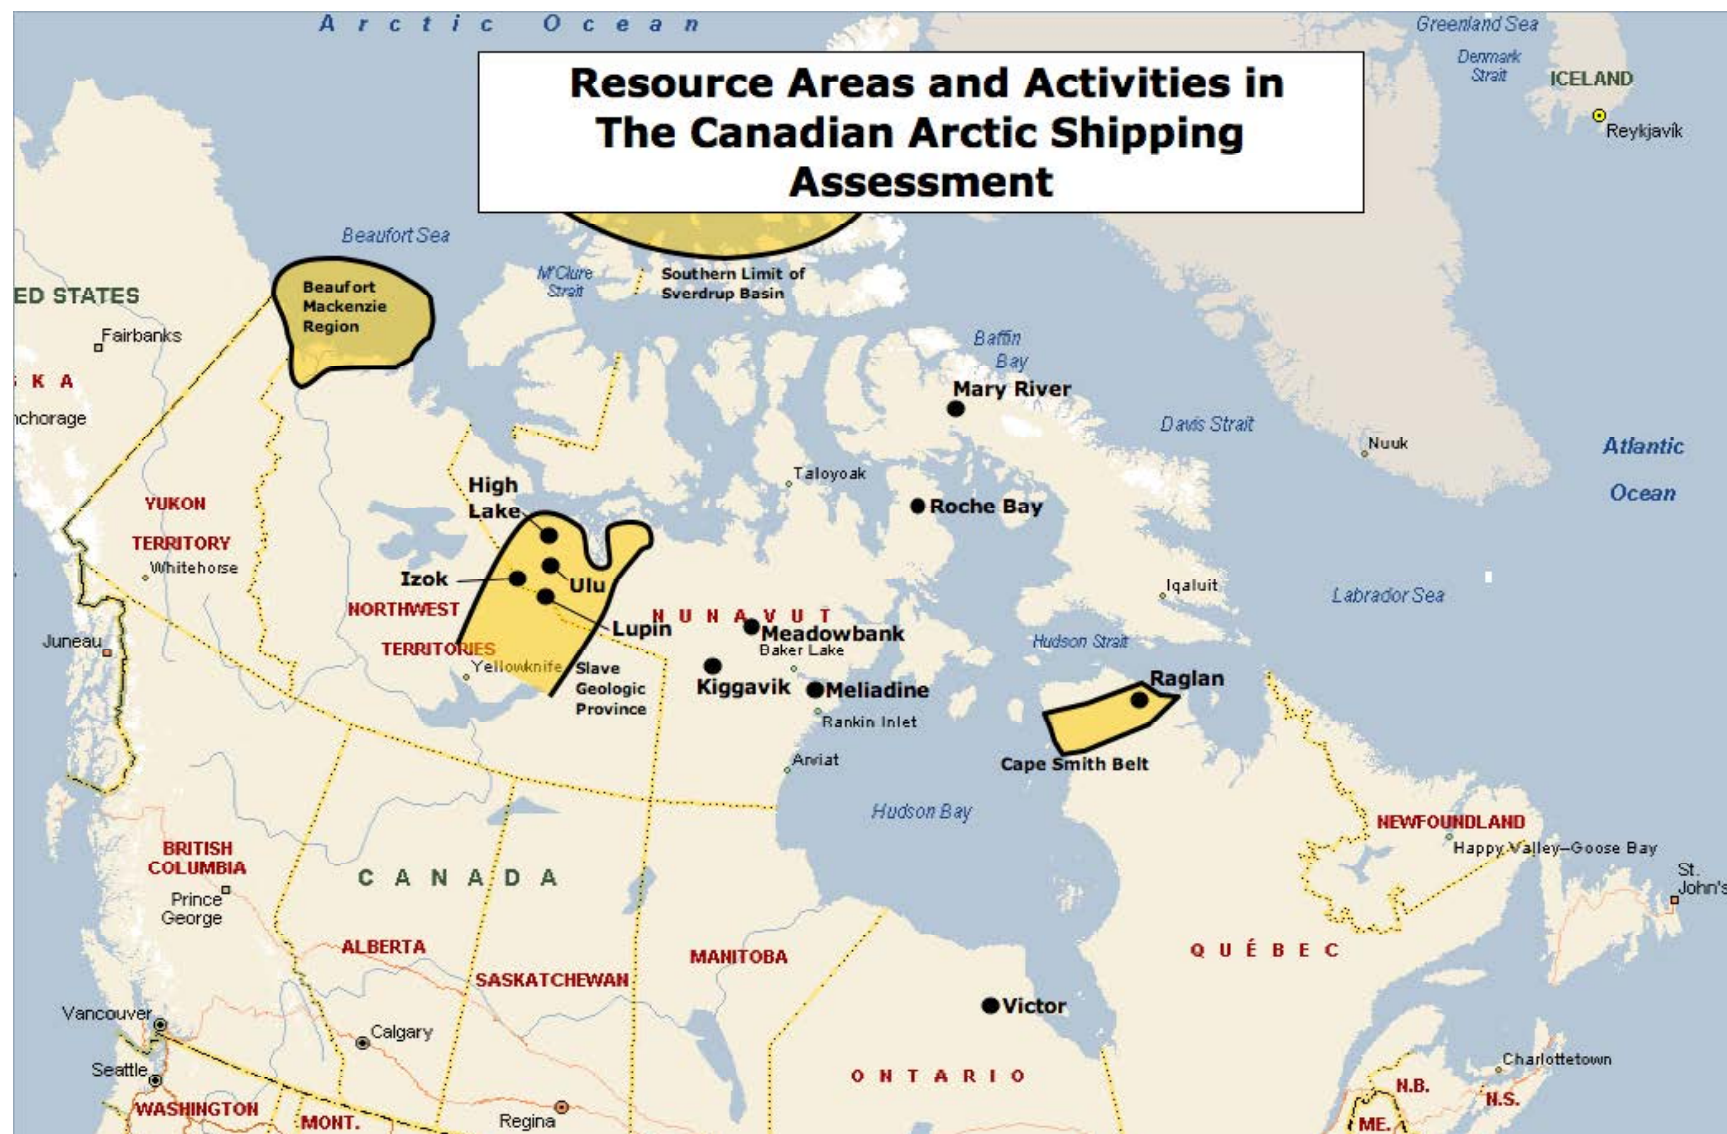 Arctic Ocean
Greenland Sea
Denmark
Strait
ICELAND
Reykjavík
Resource Areas and Activities in
The Canadian Arctic Shipping
Assessment
Beaufort Sea
M'Clure
Strait
Southern Limit of
Sverdrup Basin
Beaufort
Mackenzie
Region
ED STATES
Fairbanks
KA
nchorage
Baffin
Bay
Mary River
Davis Strait
Nuuk
Atlantic
Ocean
Taloyoak
High
Lake
Roche Bay
YUKON
TERRITORY
Whitehorse
Izok
Ulu
NORTHWEST
TERRITORIES
Lupin
NUNAVUT
Meadowbank
Baker Lake
Iqaluit
Labrador Sea
Hudson Strait
Juneau
Yellowknife
Slave
Geologic
Province
Kiggavik
Meliadine
Rankin Inlet
Raglan
Arviat
Cape Smith Belt
Hudson Bay
NEWFOUNDLAND
Happy Valley–Goose Bay
St.
John's
BRITISH
COLUMBIA
Prince
George
CANADA
ALBERTA
SASKATCHEWAN
MANITOBA
QUÉBEC
Vancouver
Calgary
Victor
Seattle
ONTARIO
Charlottetown
N.B.
N.S.
WASHINGTON
MONT.
Regina
ME.